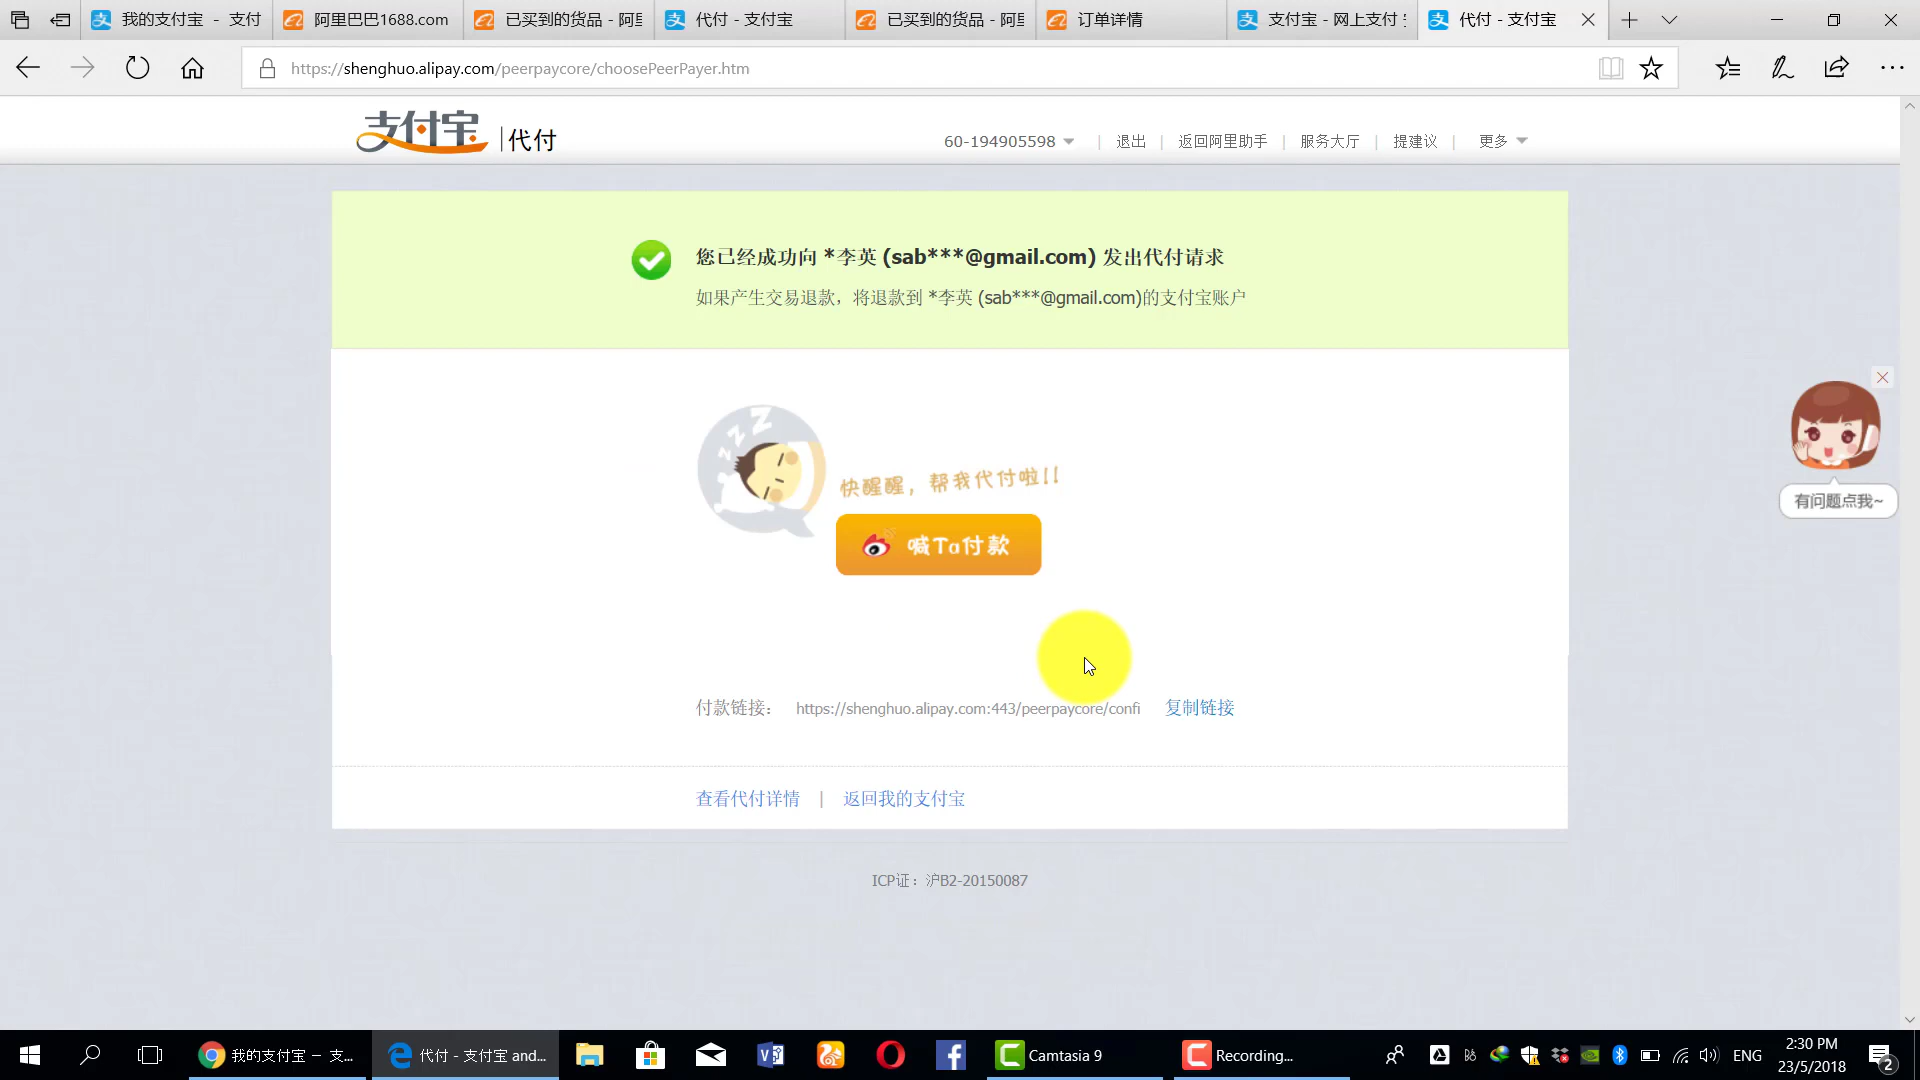 我的支付宝 - 支付
阿里巴巴1688.com
已买到的货品 - 阿里
代付 - 支付宝
已买到的货品 - 阿里
订单详情
支付宝 - 网上支付
代付 - 支付宝
https://shenghuo.alipay.com/peerpaycore/choosePeerPayer.htm
支付宝 | 代付
60-194905598 | 退出 | 返回阿里助手 | 服务大厅 | 提建议 | 更多
您已经成功向 *李英 (sab***@gmail.com) 发出代付请求
如果产生交易退款，将退款到 *李英 (sab***@gmail.com)的支付宝账户
zzzz
快醒醒，帮我代付啦!!
喊Ta付款
有问题点我~
付款链接： https://shenghuo.alipay.com:443/peerpaycore/confi 复制链接
查看代付详情 | 返回我的支付宝
ICP证：沪B2-20150087
我的支付宝 － 支...
代付 - 支付宝 and...
Camtasia 9
Recording...
ENG
2:30 PM
23/5/2018
2